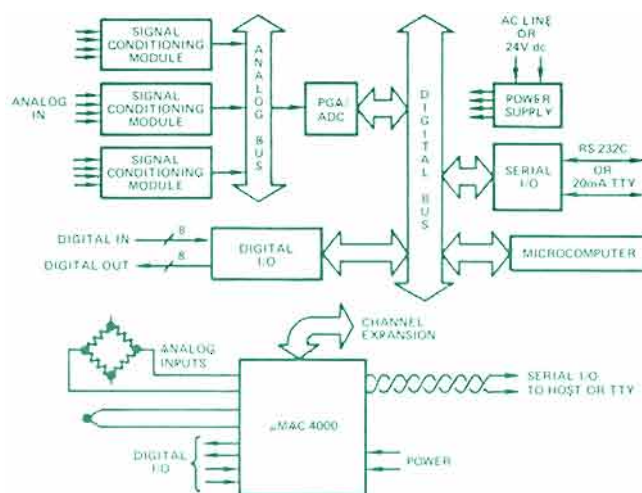 AC LINE
OR
24V dc
SIGNAL
CONDITIONING
MODULE
ANALOG
IN
SIGNAL
CONDITIONING
MODULE
SIGNAL
CONDITIONING
MODULE
ANALOG BUS
PGA/
ADC
DIGITAL BUS
POWER
SUPPLY
SERIAL
I/O
RS 232C
OR
20mA TTY
DIGITAL IN
8
DIGITAL OUT
8
DIGITAL
I/O
MICROCOMPUTER
CHANNEL
EXPANSION
ANALOG
INPUTS
DIGITAL
I/O
µMAC 4000
SERIAL I/O
TO HOST OR TTY
POWER